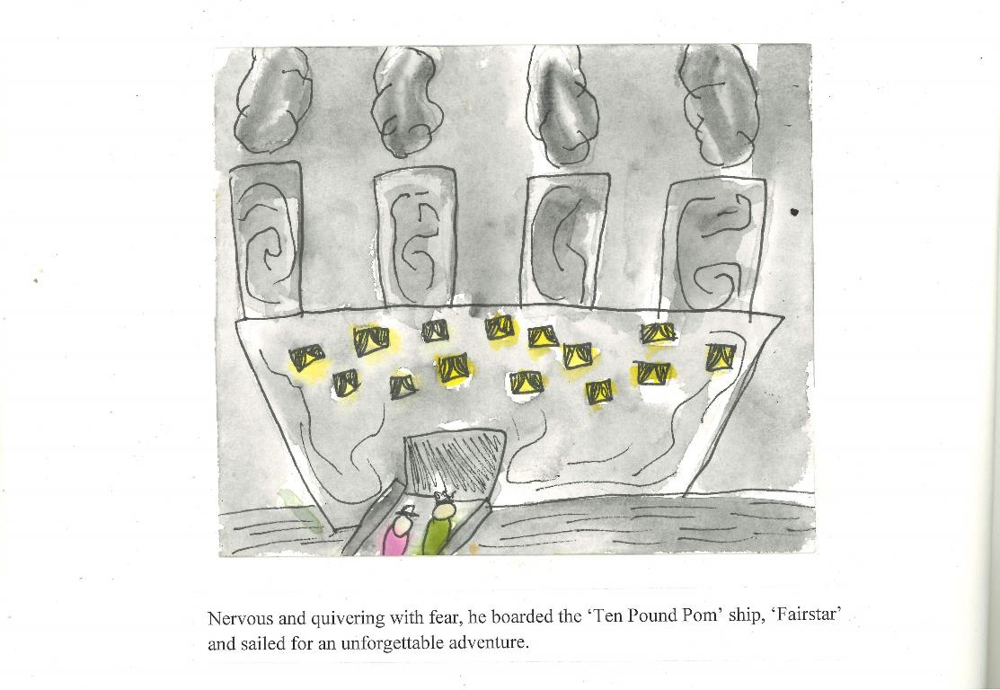 Nervous and quivering with fear, he boarded the ‘Ten Pound Pom’ ship, ‘Fairstar’
and sailed for an unforgettable adventure.